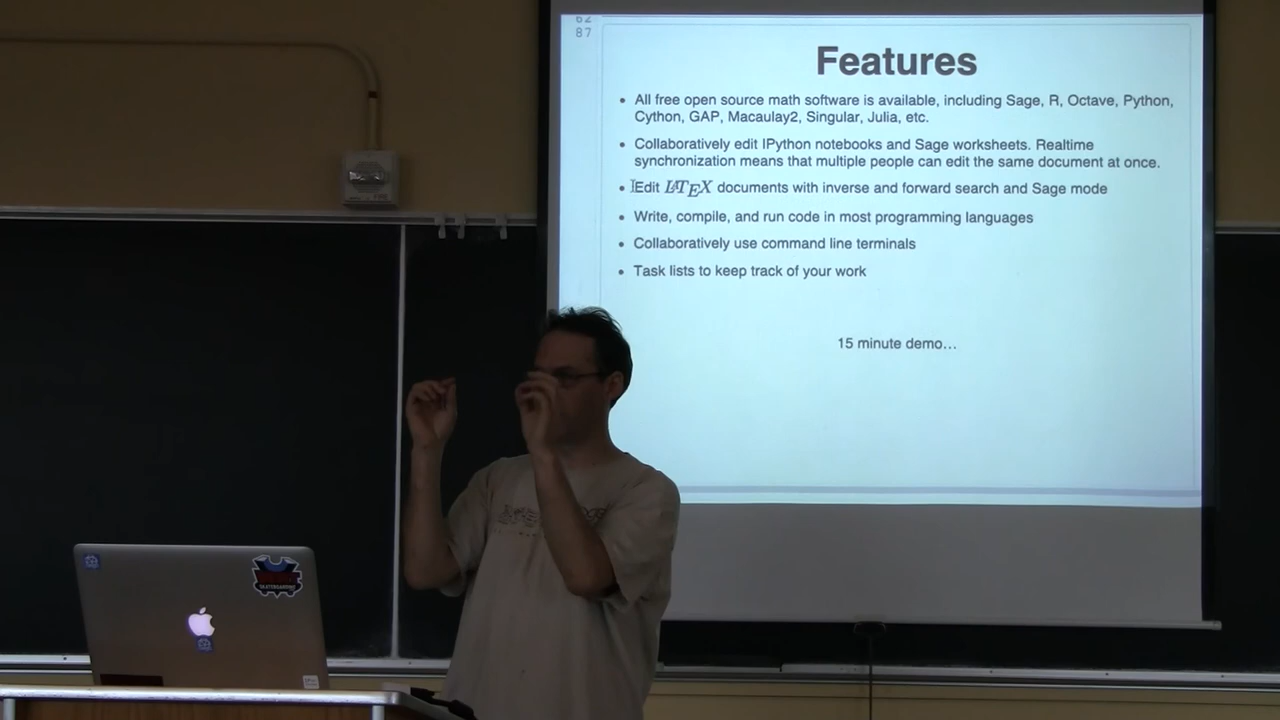 62
87
Features
• All free open source math software is available, including Sage, R, Octave, Python,
Cython, GAP, Macaulay2, Singular, Julia, etc.
• Collaboratively edit IPython notebooks and Sage worksheets. Realtime
synchronization means that multiple people can edit the same document at once.
• Edit LATEX documents with inverse and forward search and Sage mode
• Write, compile, and run code in most programming languages
• Collaboratively use command line terminals
• Task lists to keep track of your work
15 minute demo...
SKATEBOARDING